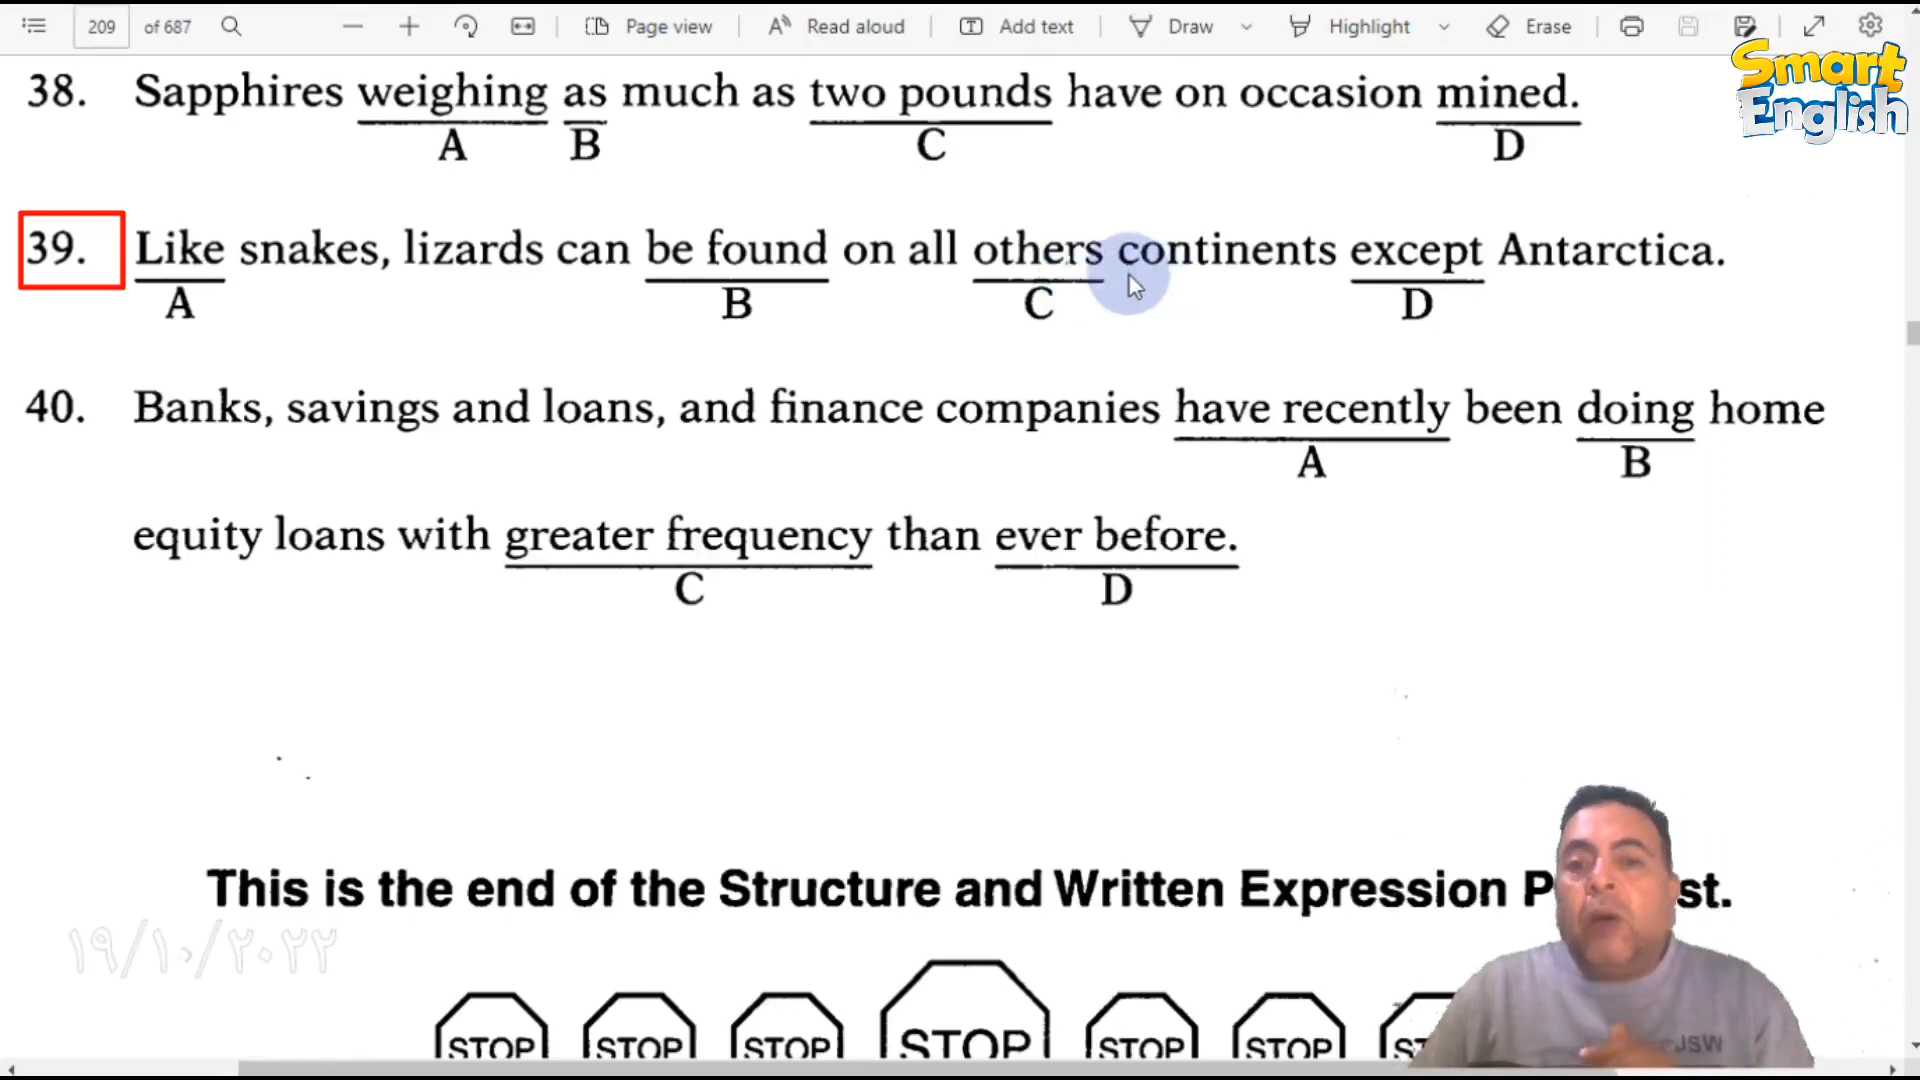 209 of 687 Page view Read aloud Add text Draw Highlight Erase
Smart
English
38. Sapphires weighing as much as two pounds have on occasion mined.
A B C D
39. Like snakes, lizards can be found on all others continents except Antarctica.
A B C D
40. Banks, savings and loans, and finance companies have recently been doing home
A B
equity loans with greater frequency than ever before.
C D
This is the end of the Structure and Written Expression P st.
١٩/١٠/٢٠٢٢
STOP STOP STOP STOP STOP STOP ST
JSW